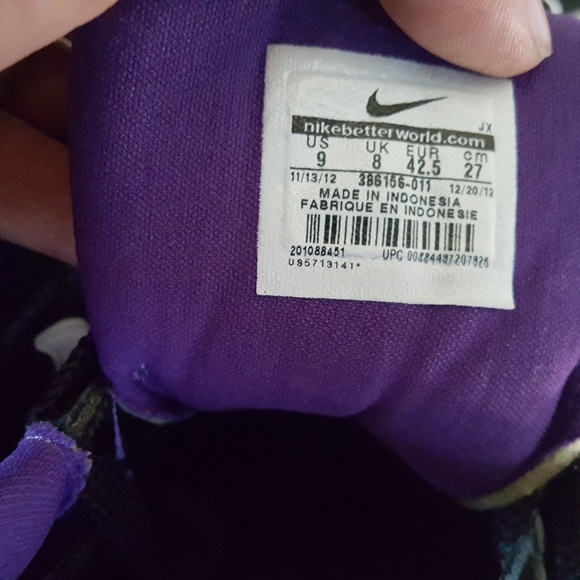 JX
nikebetterworld.com
US UK EUR cm
9 8 42.5 27
11/13/12 386156-011 12/20/12
MADE IN INDONESIA
FABRIQUE EN INDONESIE
201088451 UPC 00884497207826
US5713141*